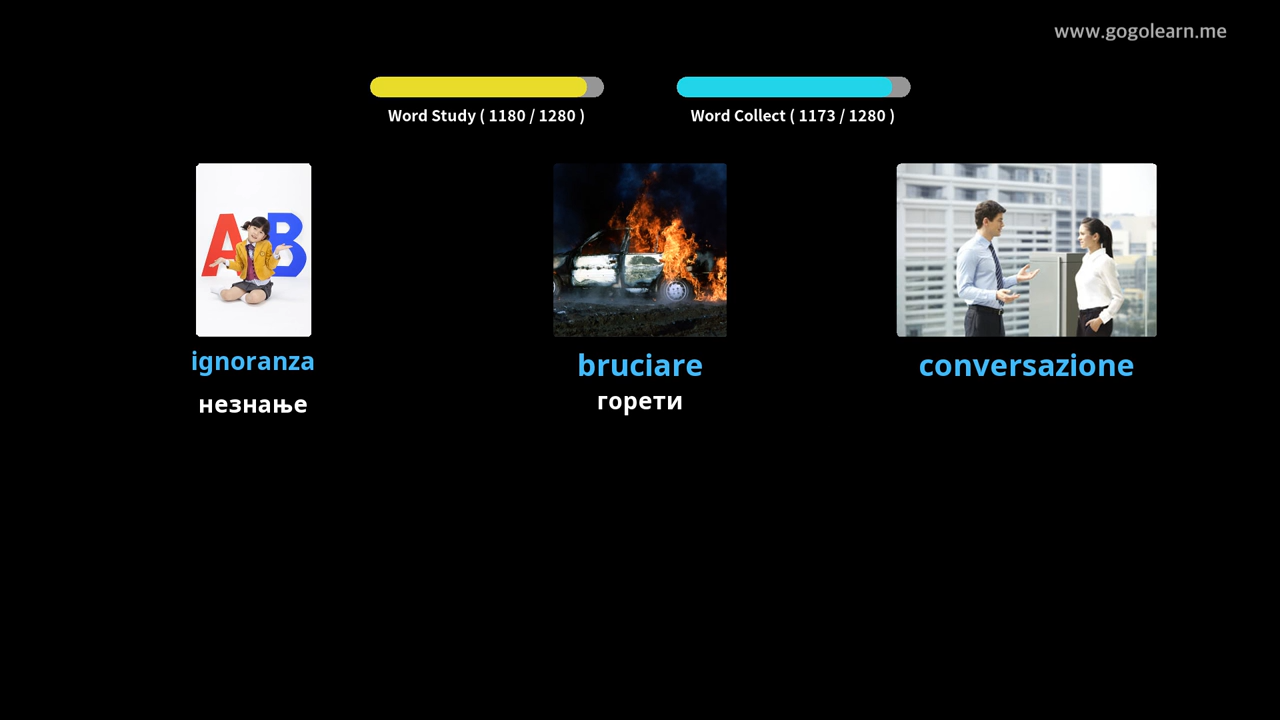 www.gogolearn.me
Word Study ( 1180 / 1280 )
Word Collect ( 1173 / 1280 )
A B
ignoranza
незнање
bruciare
горети
conversazione